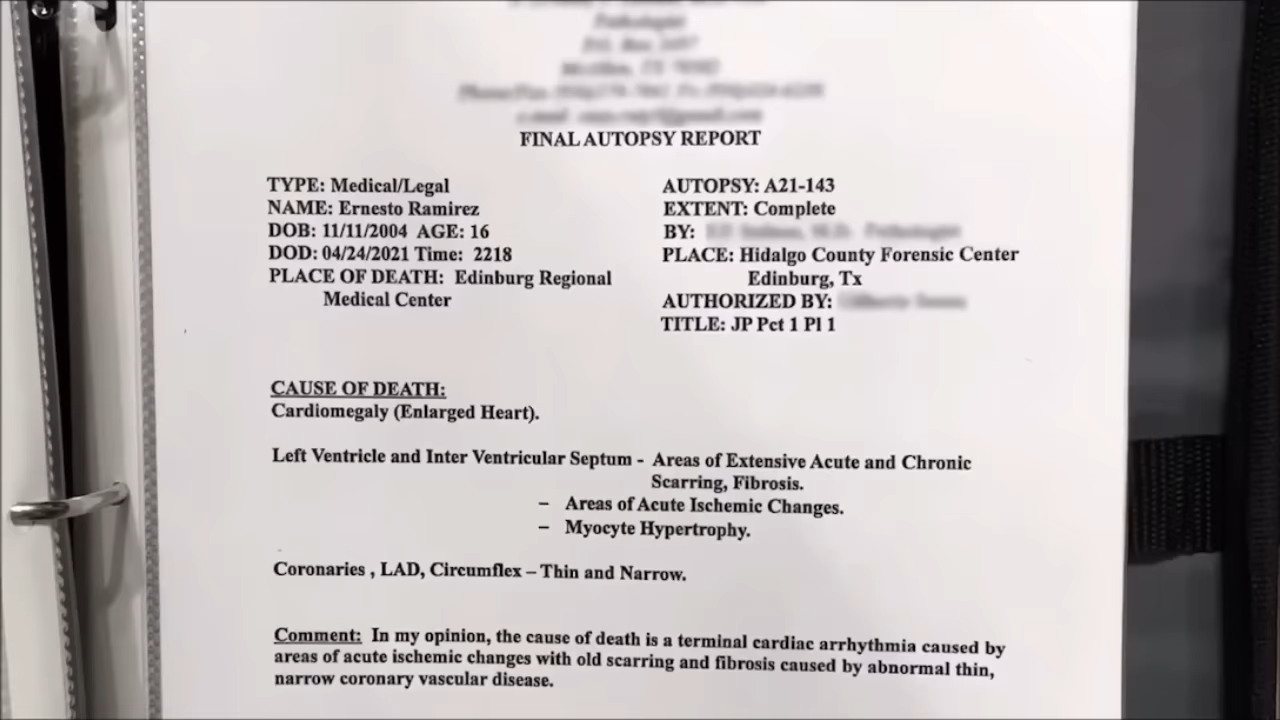 FINAL AUTOPSY REPORT
TYPE: Medical/Legal
NAME: Ernesto Ramirez
DOB: 11/11/2004 AGE: 16
DOD: 04/24/2021 Time: 2218
PLACE OF DEATH: Edinburg Regional
Medical Center
AUTOPSY: A21-143
EXTENT: Complete
BY:
PLACE: Hidalgo County Forensic Center
Edinburg, Tx
AUTHORIZED BY:
TITLE: JP Pct 1 Pl 1
CAUSE OF DEATH:
Cardiomegaly (Enlarged Heart).
Left Ventricle and Inter Ventricular Septum - Areas of Extensive Acute and Chronic
Scarring, Fibrosis.
– Areas of Acute Ischemic Changes.
– Myocyte Hypertrophy.
Coronaries , LAD, Circumflex – Thin and Narrow.
Comment: In my opinion, the cause of death is a terminal cardiac arrhythmia caused by
areas of acute ischemic changes with old scarring and fibrosis caused by abnormal thin,
narrow coronary vascular disease.